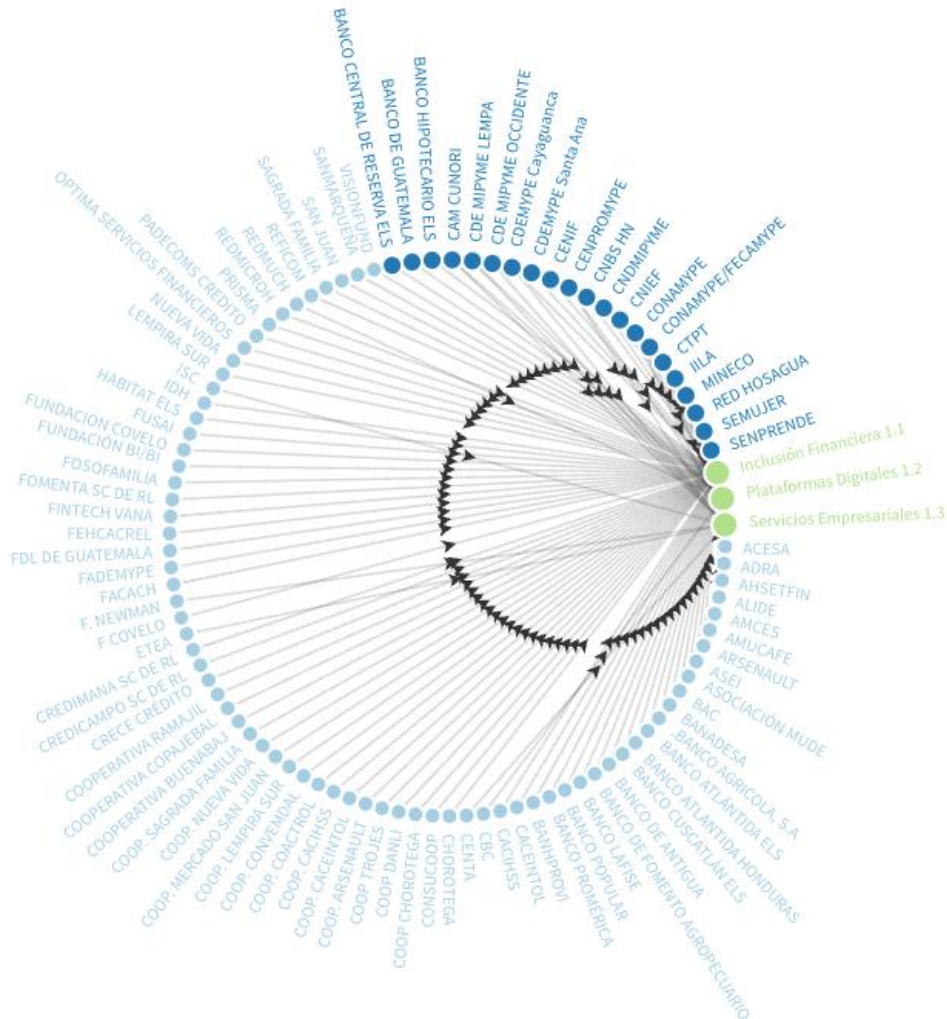 BANCO CENTRAL DE RESERVA ELS
BANCO DE GUATEMALA
BANCO HIPOTECARIO ELS
CAM CUNORI
CDE MIPYME LEMPA
CDE MIPYME OCCIDENTE
CDEMYPE Cayaguanca
CDEMYPE Santa Ana
CENIF
CENPROMYPE
CNBS HN
CNDMIPYME
CNIEF
CONAMYPE
CONAMYPE/FECAMYPE
CTPT
IILA
MINECO
RED HOSAGUA
SEMUJER
SENPRENDE
Inclusión Financiera 1.1
Plataformas Digitales 1.2
Servicios Empresariales 1.3
ACESA
ADRA
AHSETFIN
ALIDE
AMCES
AMUCAFE
ARSENAULT
ASEI
ASOCIACIÓN MUDE
BAC
BANADESA
.BANCO AGRICOLA, S.A
BANCO ATLÁNTIDA ELS
BANCO ATLANTIDA HONDURAS
BANCO CUSCATLÁN ELS
BANCO DE ANTIGUA
BANCO DE FOMENTO AGROPECUARIO
BANCO LAFISE
BANCO POPULAR
BANCO PROMÉRICA
BANHPROVI
CACEENTOL
CACIHSS
CBC
CENTA
CHOROTEGA
CONSUCOOP
COOP CHOROTEGA
COOP DANLI
COOP TROJES
COOP. ARSENAULT
COOP. CACEINTOL
COOP. CACIHSS
COOP. COACTROL
COOP. CONVEMDAL
COOP. LEMPIRA SUR
COOP. MERCADO SAN JUAN
COOP. NUEVA VIDA
COOP. SAGRADA FAMILIA
COOPERATIVA BUENABAJ
COOPERATIVA COPAJEBAL
COOPERATIVA RAMAJIL
CRECE CRÉDITO
CREDICAMPO SC DE RL
CREDIMANA SC DE RL
ETEA
F COVELO
F. NEWMAN
FACACH
FADEMYPE
FDL DE GUATEMALA
FEHCACREL
FINTECH VANA
FOMENTA SC DE RL
FOSOFAMILIA
FUNDACIÓN BI/BI
FUNDACION COVELO
FUSAI
HABITAT ELS
IDH
ISC
LEMPIRA SUR
NUEVA VIDA
OPTIMA SERVICIOS FINANCIEROS
PADECOMS CREDITO
PRISMA
REDMICROH
REDMUCH
REFICOM
SAGRADA FAMILIA
SAN JUAN
SANMARQUEÑA
VISIONFUND